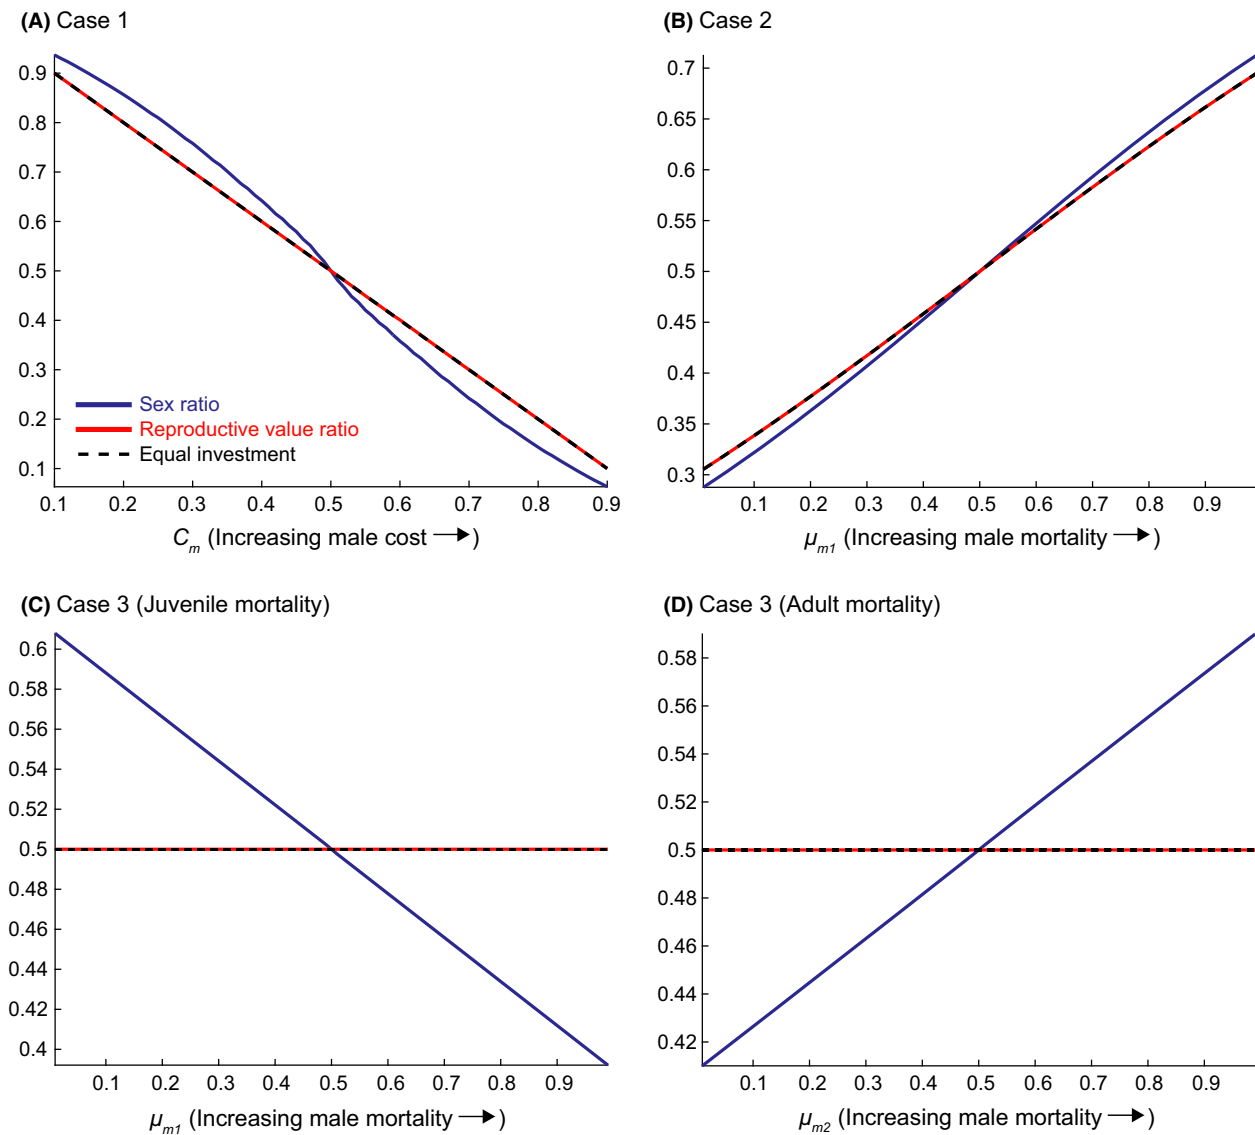 (A) Case 1
0.9
0.8
0.7
0.6
0.5
0.4
0.3
0.2
0.1
Sex ratio
Reproductive value ratio
Equal investment
0.1 0.2 0.3 0.4 0.5 0.6 0.7 0.8 0.9
C_m (Increasing male cost →)
(B) Case 2
0.7
0.65
0.6
0.55
0.5
0.45
0.4
0.35
0.3
0.1 0.2 0.3 0.4 0.5 0.6 0.7 0.8 0.9
μ_m1 (Increasing male mortality →)
(C) Case 3 (Juvenile mortality)
0.6
0.58
0.56
0.54
0.52
0.5
0.48
0.46
0.44
0.42
0.4
0.1 0.2 0.3 0.4 0.5 0.6 0.7 0.8 0.9
μ_m1 (Increasing male mortality →)
(D) Case 3 (Adult mortality)
0.58
0.56
0.54
0.52
0.5
0.48
0.46
0.44
0.42
0.1 0.2 0.3 0.4 0.5 0.6 0.7 0.8 0.9
μ_m2 (Increasing male mortality →)